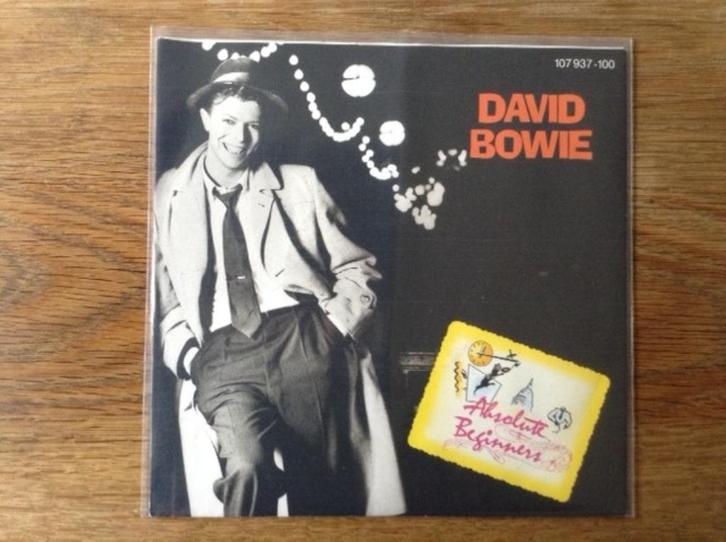 107 937-100
DAVID
BOWIE
Absolute
Beginners